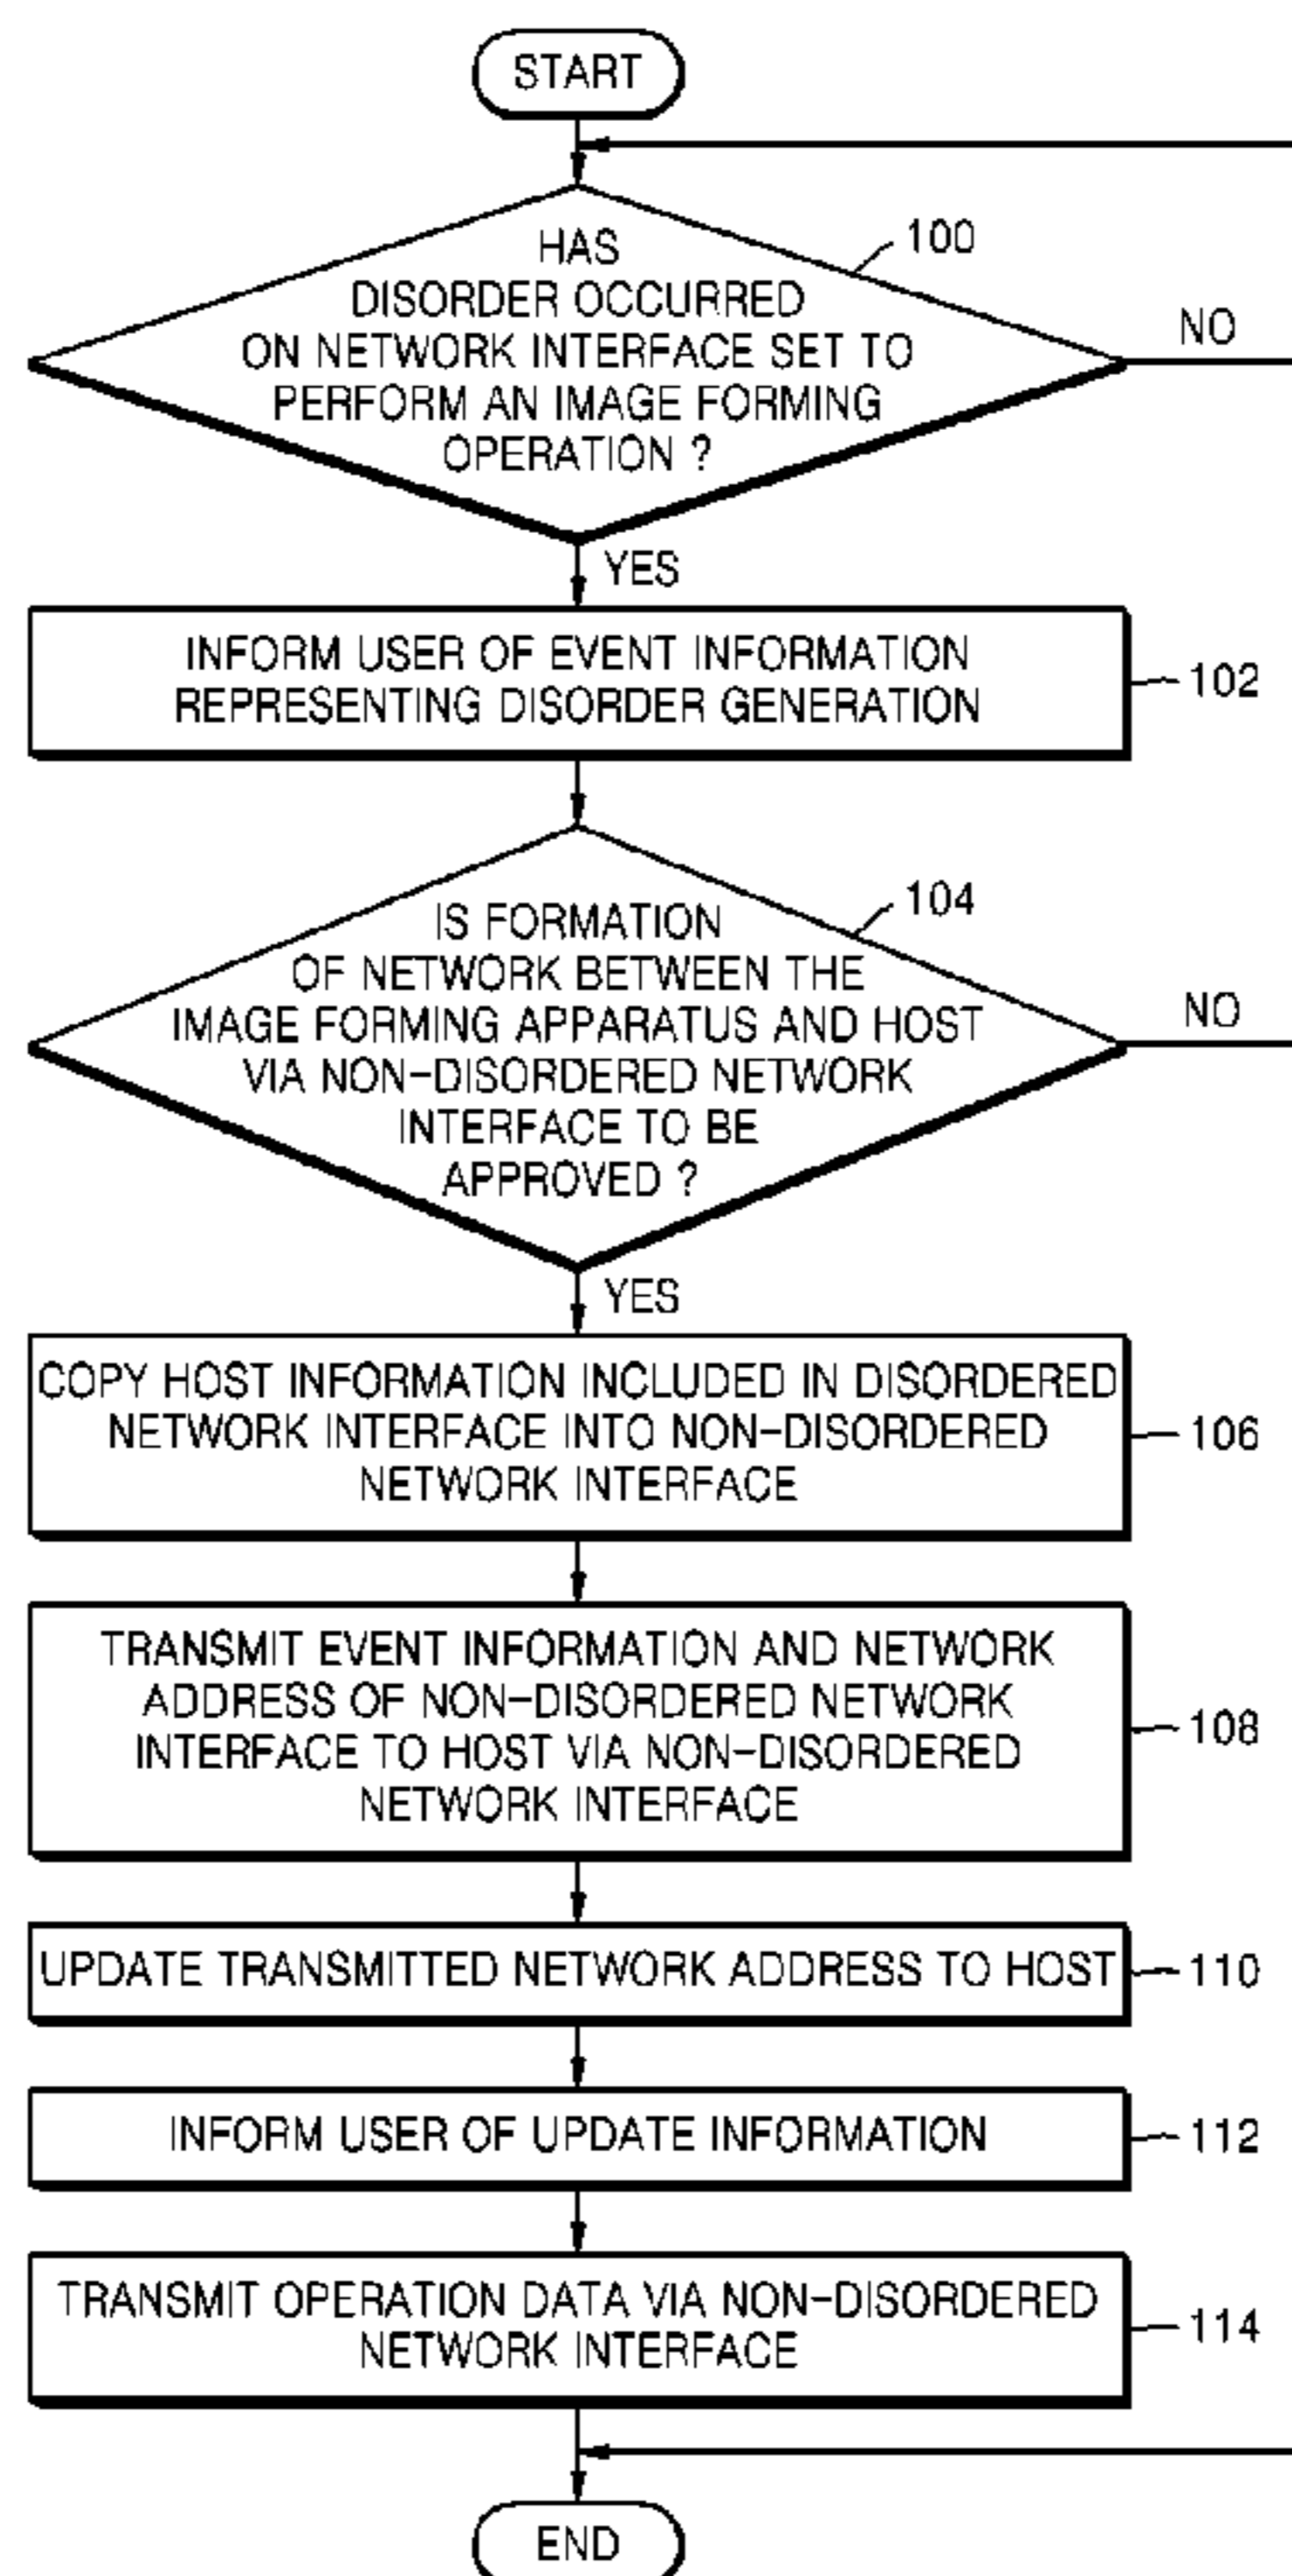 START
HAS
DISORDER OCCURRED
ON NETWORK INTERFACE SET TO
PERFORM AN IMAGE FORMING
OPERATION ?
100
NO
YES
INFORM USER OF EVENT INFORMATION
REPRESENTING DISORDER GENERATION
102
IS FORMATION
OF NETWORK BETWEEN THE
IMAGE FORMING APPARATUS AND HOST
VIA NON-DISORDERED NETWORK
INTERFACE TO BE
APPROVED ?
104
NO
YES
COPY HOST INFORMATION INCLUDED IN DISORDERED
NETWORK INTERFACE INTO NON-DISORDERED
NETWORK INTERFACE
106
TRANSMIT EVENT INFORMATION AND NETWORK
ADDRESS OF NON-DISORDERED NETWORK
INTERFACE TO HOST VIA NON-DISORDERED
NETWORK INTERFACE
108
UPDATE TRANSMITTED NETWORK ADDRESS TO HOST
110
INFORM USER OF UPDATE INFORMATION
112
TRANSMIT OPERATION DATA VIA NON-DISORDERED
NETWORK INTERFACE
114
END